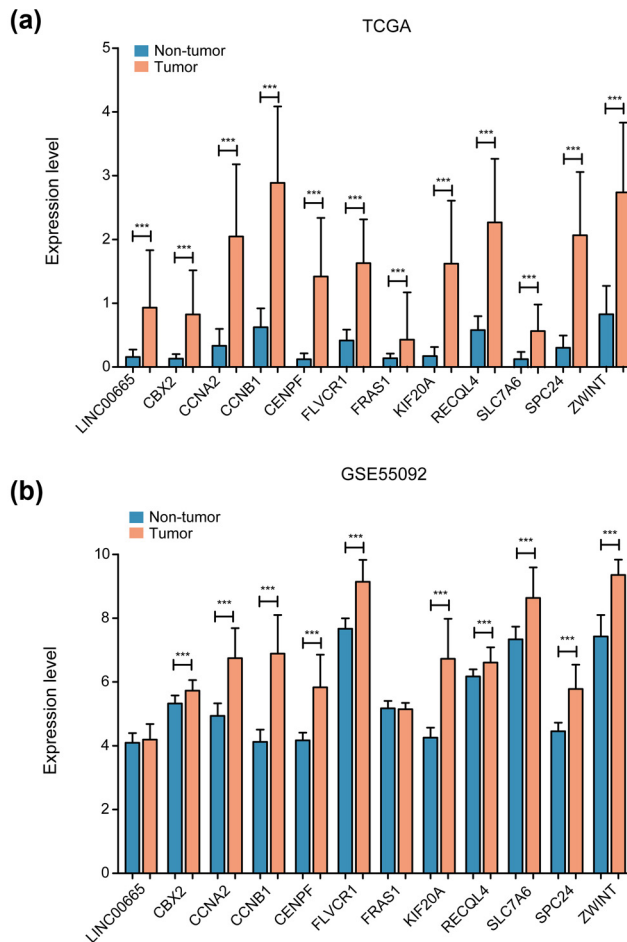 (a)
TCGA
Non-tumor
Tumor
Expression level
5
4
3
2
1
0
*** *** *** *** *** *** *** *** *** *** *** ***
LINC00665 CBX2 CCNA2 CCNB1 CENPF FLVCR1 FRAS1 KIF20A RECQL4 SLC7A6 SPC24 ZWINT
(b)
GSE55092
Non-tumor
Tumor
Expression level
10
8
6
4
2
0
*** *** *** *** *** *** *** *** *** ***
LINC00665 CBX2 CCNA2 CCNB1 CENPF FLVCR1 FRAS1 KIF20A RECQL4 SLC7A6 SPC24 ZWINT